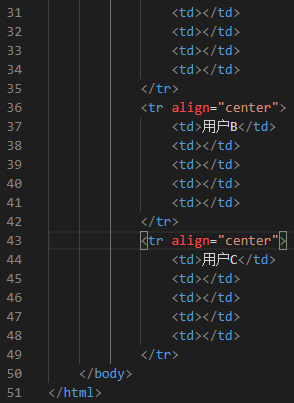 31 <td></td>
32 <td></td>
33 <td></td>
34 <td></td>
35 </tr>
36 <tr align="center">
37 <td>用户B</td>
38 <td></td>
39 <td></td>
40 <td></td>
41 <td></td>
42 </tr>
43 <tr align="center">
44 <td>用户C</td>
45 <td></td>
46 <td></td>
47 <td></td>
48 <td></td>
49 </tr>
50 </body>
51 </html>